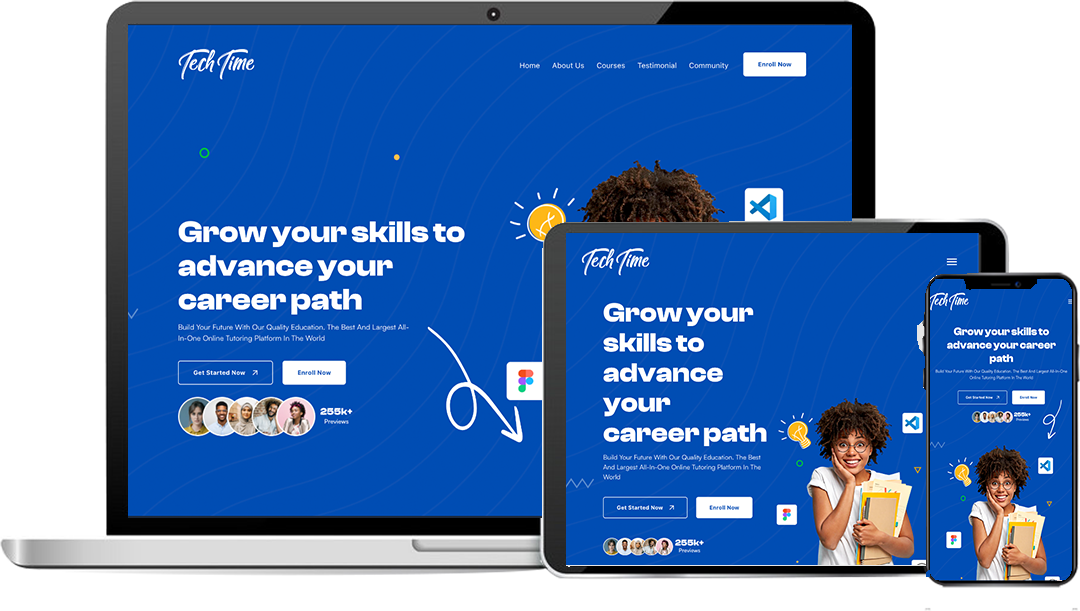 Tech Time
Home About Us Courses Testimonial Community Enroll Now
Grow your skills to
advance your
career path
Build Your Future With Our Quality Education, The Best And Largest All-
In-One Online Tutoring Platform In The World
Get Started Now Enroll Now
255k+
Previews
Tech Time
Grow your
skills to
advance
your
career path
Build Your Future With Our Quality Education, The Best
And Largest All-In-One Online Tutoring Platform In The
World
Get Started Now Enroll Now
255k+
Previews
Tech Time
Grow your skills to
advance your career
path
Build Your Future With Our Quality Education, The Best And Largest All-In-One
Online Tutoring Platform In The World
Get Started Now Enroll Now
255k+
Previews